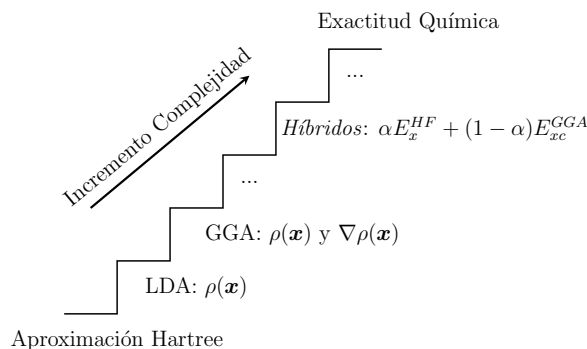 Exactitud Química
...
Incremento Complejidad
Híbridos: αE_x^{HF} + (1 − α)E_{xc}^{GGA}
...
GGA: ρ(x) y ∇ρ(x)
LDA: ρ(x)
Aproximación Hartree